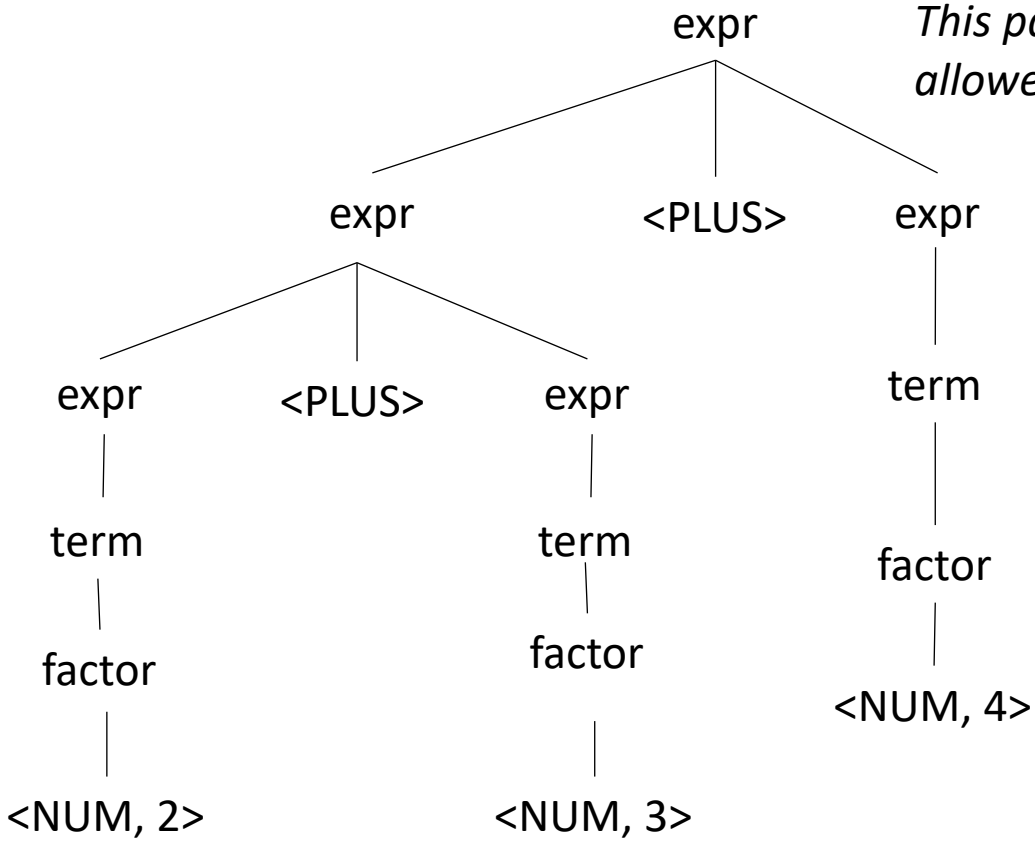 expr
This
allowe
expr <PLUS> expr
expr <PLUS> expr term
term term
factor
factor factor
<NUM, 4>
<NUM, 2> <NUM, 3>